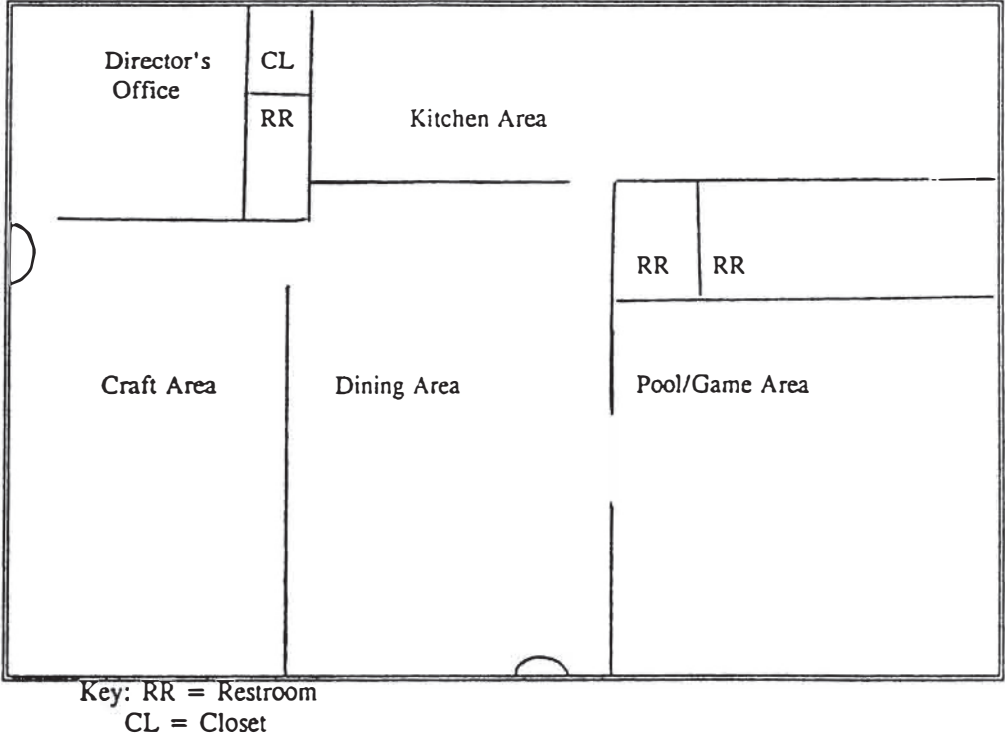 Director's
Office
CL
RR
Kitchen Area
RR
RR
Craft Area
Dining Area
Pool/Game Area
Key: RR = Restroom
CL = Closet